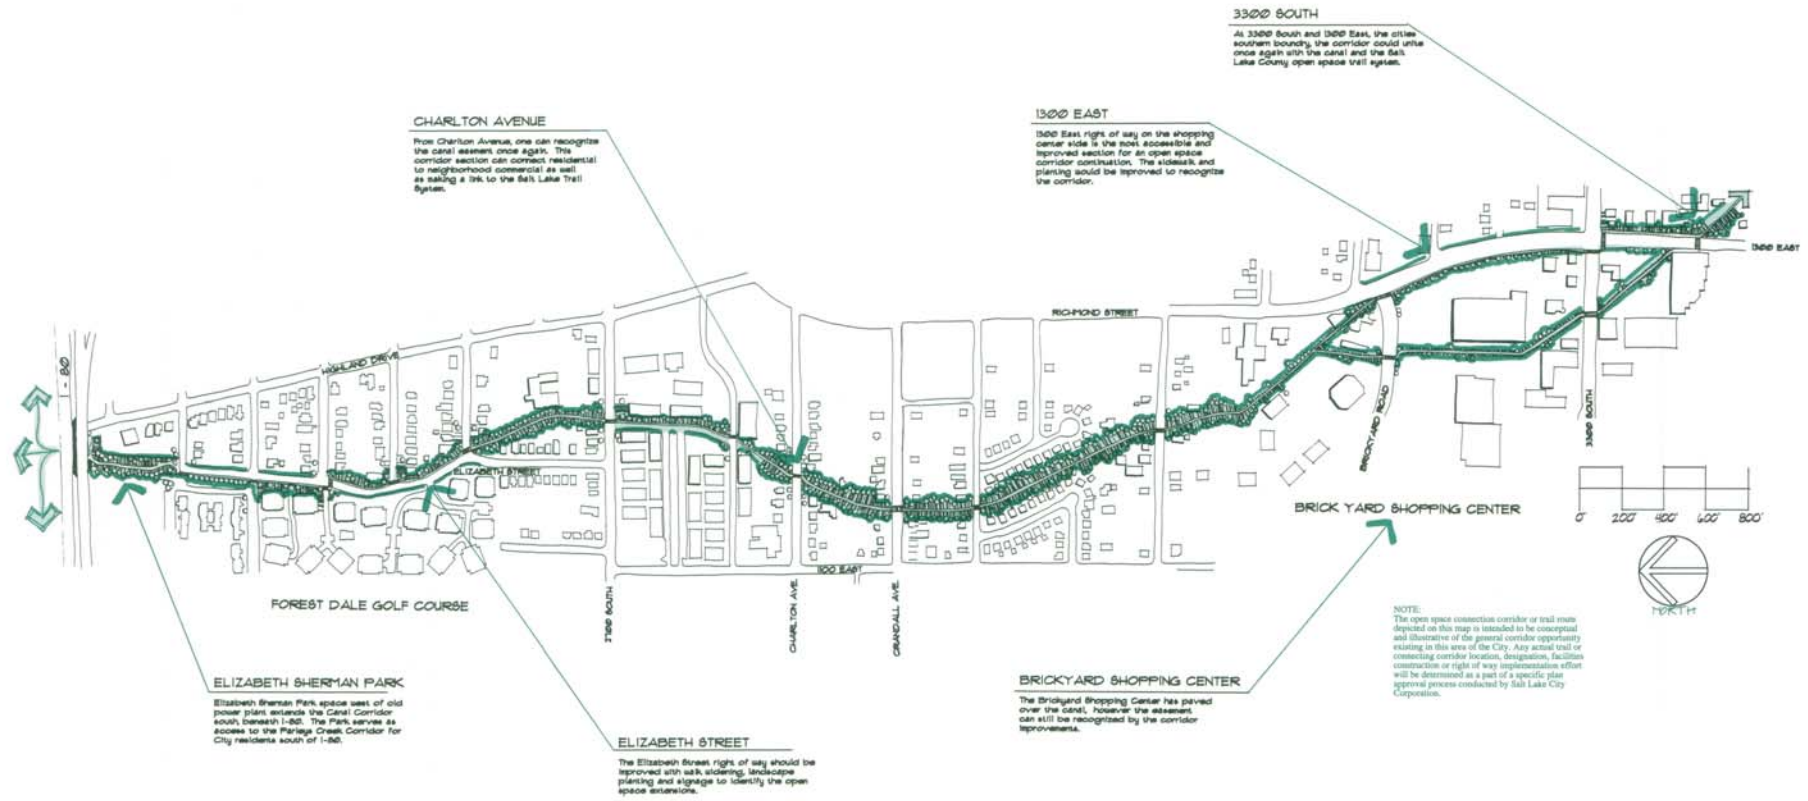 3300 SOUTH
At 3300 South and 1300 East, the cities
southern boundry, the corridor could unite
once again with the canal and the Salt
Lake County open space trail system.
1300 EAST
1300 East right of way on the shopping
center side is the most accessible and
improved section for an open space
corridor continuation. The sidewalk and
planting would be improved to recognize
the corridor.
CHARLTON AVENUE
From Charlton Avenue, one can recognize
the canal easment once again. This
corridor section can connect residential
to neighborhood commercial as well
as making a link to the Salt Lake Trail
System.
1300 EAST
RICHMOND STREET
HIGHLAND DRIVE
I-80
ELIZABETH STREET
BRICKYARD ROAD
3300 SOUTH
BRICK YARD SHOPPING CENTER
0' 200' 400' 600' 800'
1100 EAST
2700 SOUTH
CHARLTON AVE.
CRANDALL AVE.
FOREST DALE GOLF COURSE
NORTH
NOTE:
The open space connection corridor or trail route
depicted on this map is intended to be conceptual
and illustrative of the general corridor opportunity
existing in this area of the City. Any actual trail or
connecting corridor location, designation, facilities
construction or right of way implementation effort
will be determined as a part of a specific plan
approval process conducted by Salt Lake City
Corporation.
ELIZABETH SHERMAN PARK
Elizabeth Sherman Park space west of old
power plant extends the Canal Corridor
south, beneath I-80. The Park serves as
access to the Parleys Creek Corridor for
City residents south of I-80.
BRICKYARD SHOPPING CENTER
The Brickyard Shopping Center has paved
over the canal, however the easement
can still be recognized by the corridor
improvements.
ELIZABETH STREET
The Elizabeth Street right of way should be
improved with walk widening, landscape
planting and signage to identify the open
space extensions.